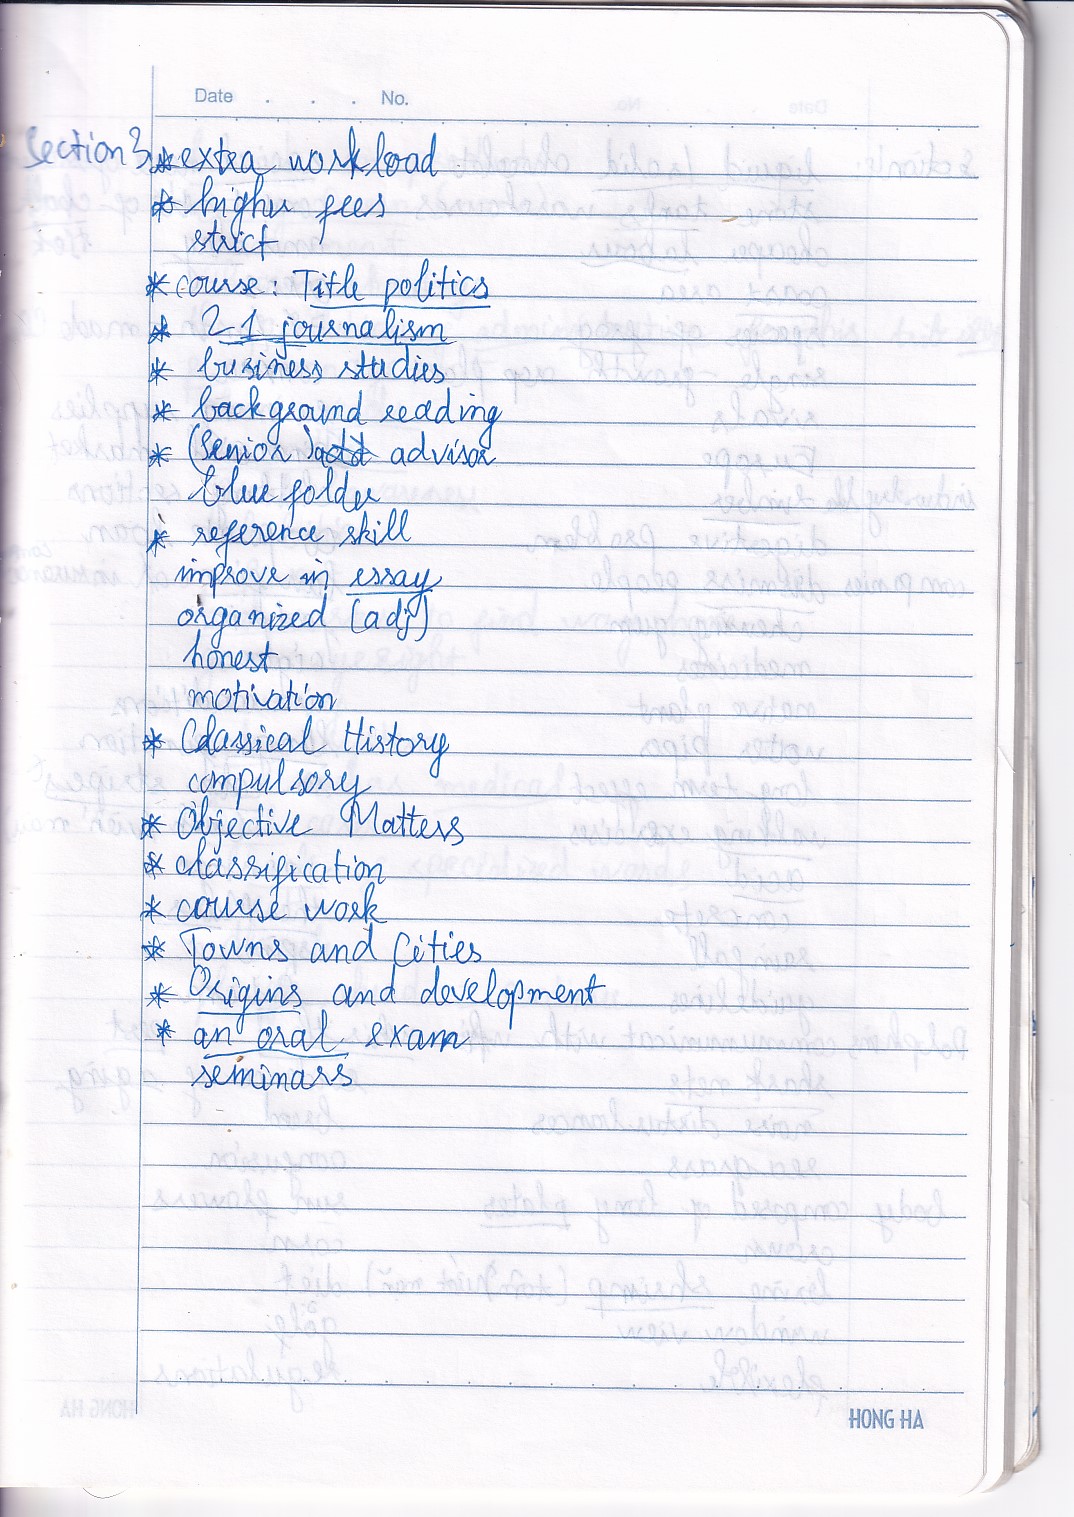 Date . . . No.
Section 3 * extra workload
* higher fees
strict
* course: Title politics
* 2 1 journalism
* business studies
* background reading
* (Senior) advisor
blue folder
* reference skill
improve in essay
organized (adj)
honest
motivation
* Classical History
compulsory
* Objective Matters
* classification
* course work
* Towns and Cities
* Origins and development
* an oral exam
seminars
HONG HA